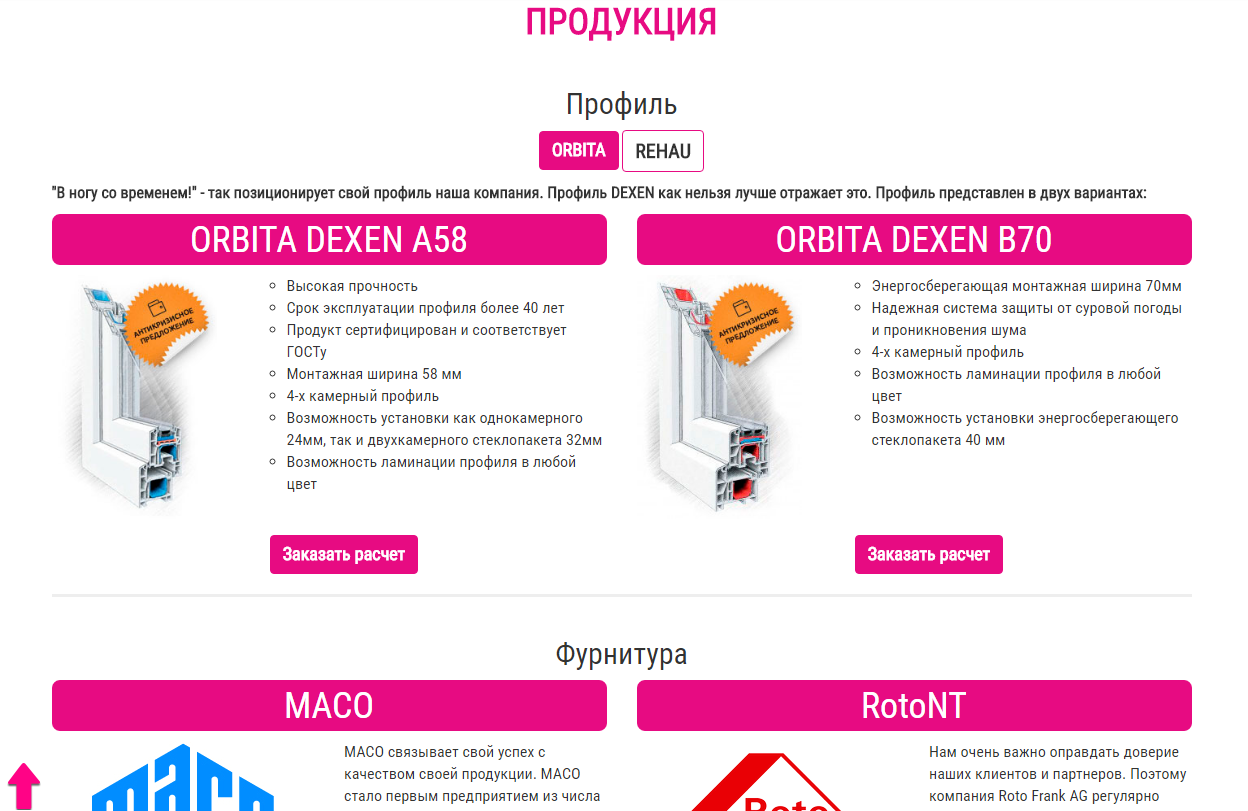 ПРОДУКЦИЯ
Профиль
ORBITA
REHAU
"В ногу со временем!" - так позиционирует свой профиль наша компания. Профиль DEXEN как нельзя лучше отражает это. Профиль представлен в двух вариантах:
ORBITA DEXEN A58
АНТИКРИЗИСНОЕ
ПРЕДЛОЖЕНИЕ
Высокая прочность
Срок эксплуатации профиля более 40 лет
Продукт сертифицирован и соответствует
ГОСТу
Монтажная ширина 58 мм
4-х камерный профиль
Возможность установки как однокамерного
24мм, так и двухкамерного стеклопакета 32мм
Возможность ламинации профиля в любой
цвет
Заказать расчет
ORBITA DEXEN B70
АНТИКРИЗИСНОЕ
ПРЕДЛОЖЕНИЕ
Энергосберегающая монтажная ширина 70мм
Надежная система защиты от суровой погоды
и проникновения шума
4-х камерный профиль
Возможность ламинации профиля в любой
цвет
Возможность установки энергосберегающего
стеклопакета 40 мм
Заказать расчет
Фурнитура
MACO
maco
MACO связывает свой успех с
качеством своей продукции. MACO
стало первым предприятием из числа
RotoNT
Roto
Нам очень важно оправдать доверие
наших клиентов и партнеров. Поэтому
компания Roto Frank AG регулярно